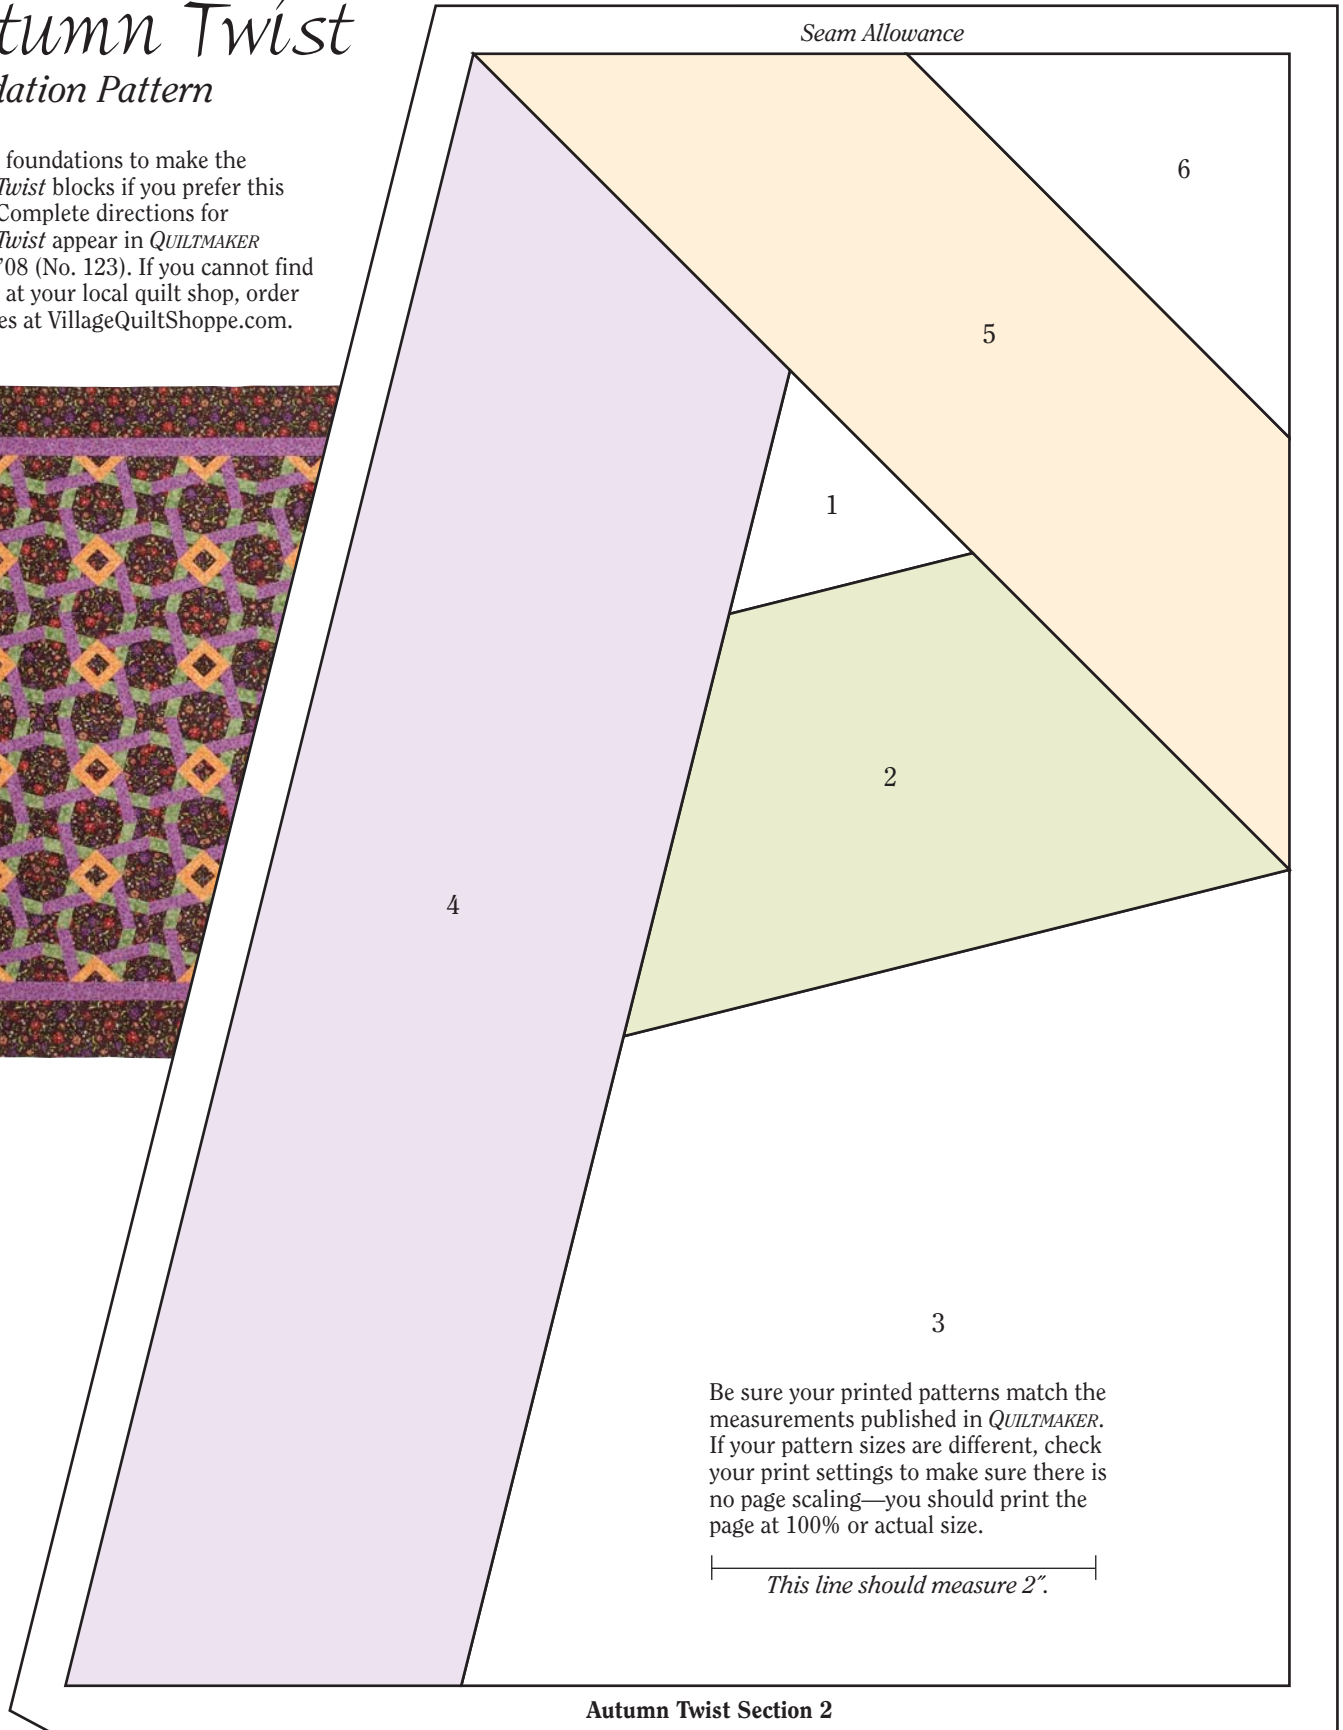 tumn Twist
dation Pattern
foundations to make the
Twist blocks if you prefer this
Complete directions for
Twist appear in QUILTMAKER
'08 (No. 123). If you cannot find
at your local quilt shop, order
es at VillageQuiltShoppe.com.
Seam Allowance
6
5
1
2
4
3
Be sure your printed patterns match the
measurements published in QUILTMAKER.
If your pattern sizes are different, check
your print settings to make sure there is
no page scaling—you should print the
page at 100% or actual size.
This line should measure 2″.
Autumn Twist Section 2